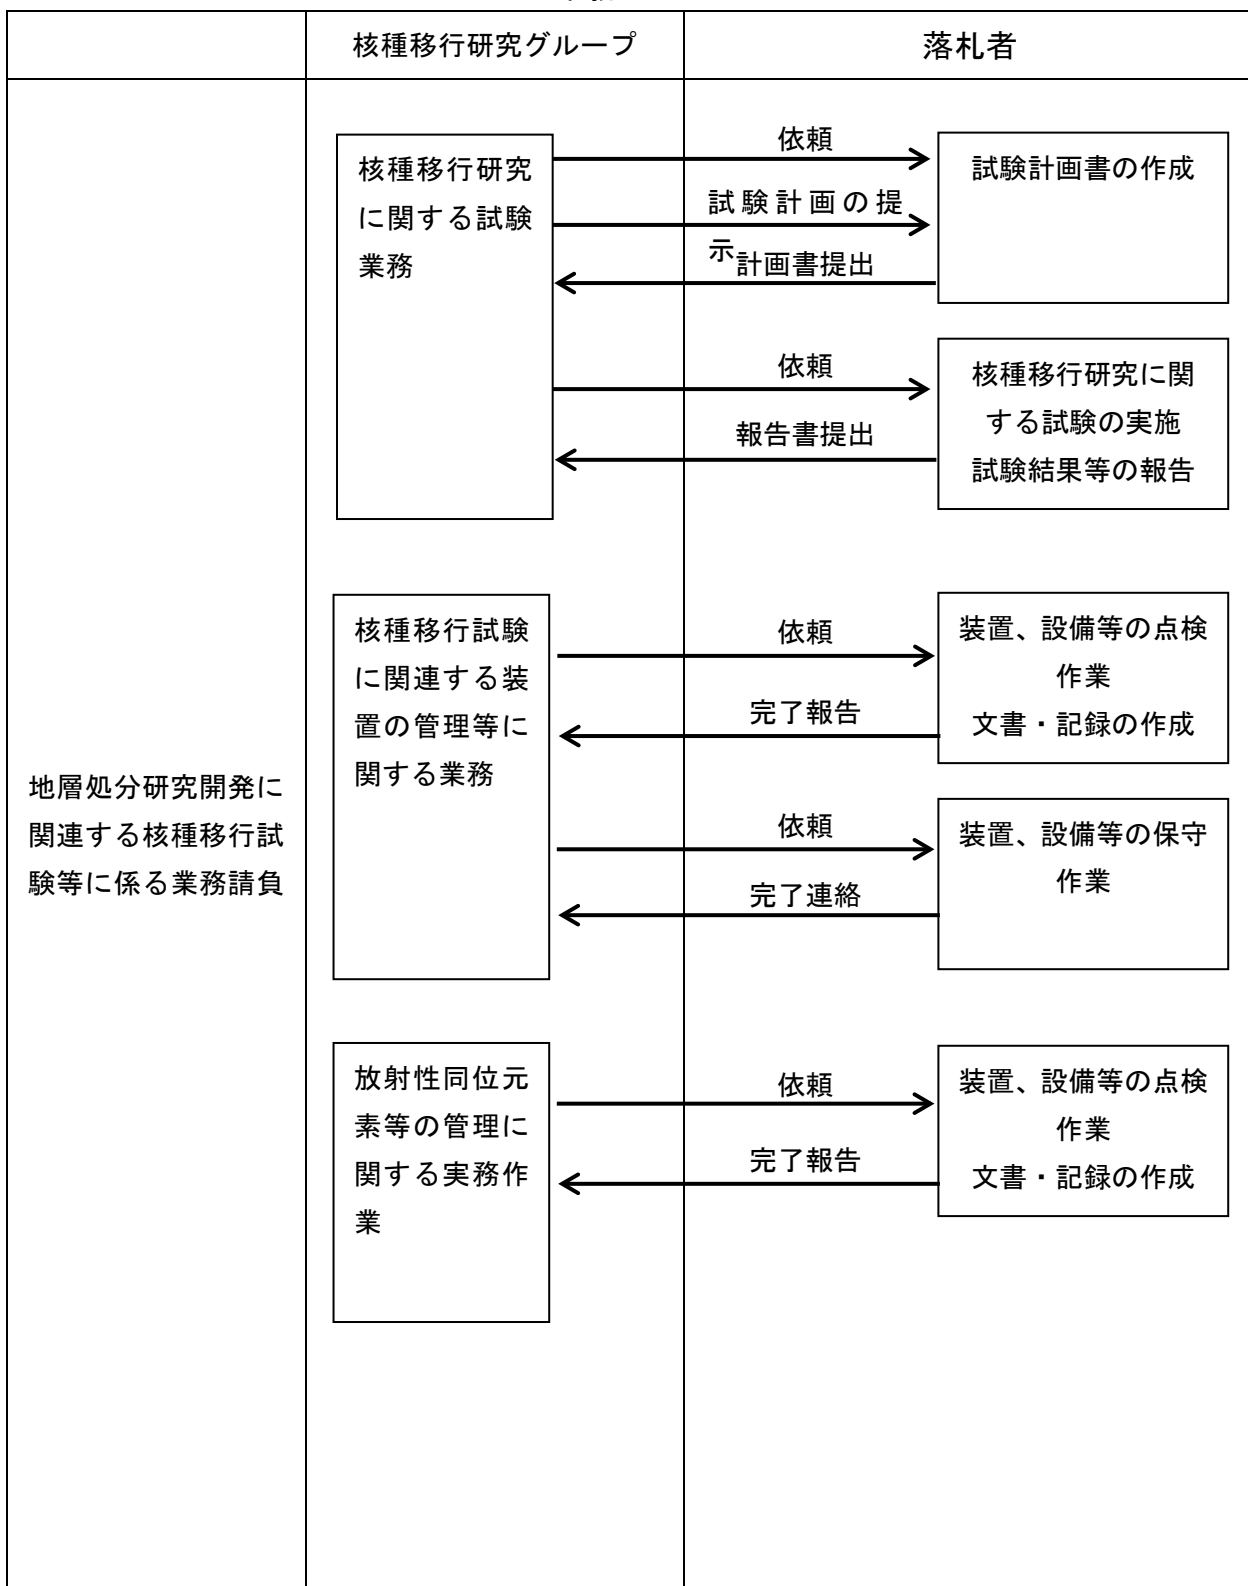 核種移行研究グループ
落札者
地層処分研究開発に
関連する核種移行試
験等に係る業務請負
核種移行研究
に関する試験
業務
依頼
試験計画の提
示
計画書提出
試験計画書の作成
依頼
報告書提出
核種移行研究に関
する試験の実施
試験結果等の報告
核種移行試験
に関連する装
置の管理等に
関する業務
依頼
完了報告
装置、設備等の点検
作業
文書・記録の作成
依頼
完了連絡
装置、設備等の保守
作業
放射性同位元
素等の管理に
関する実務作
業
依頼
完了報告
装置、設備等の点検
作業
文書・記録の作成